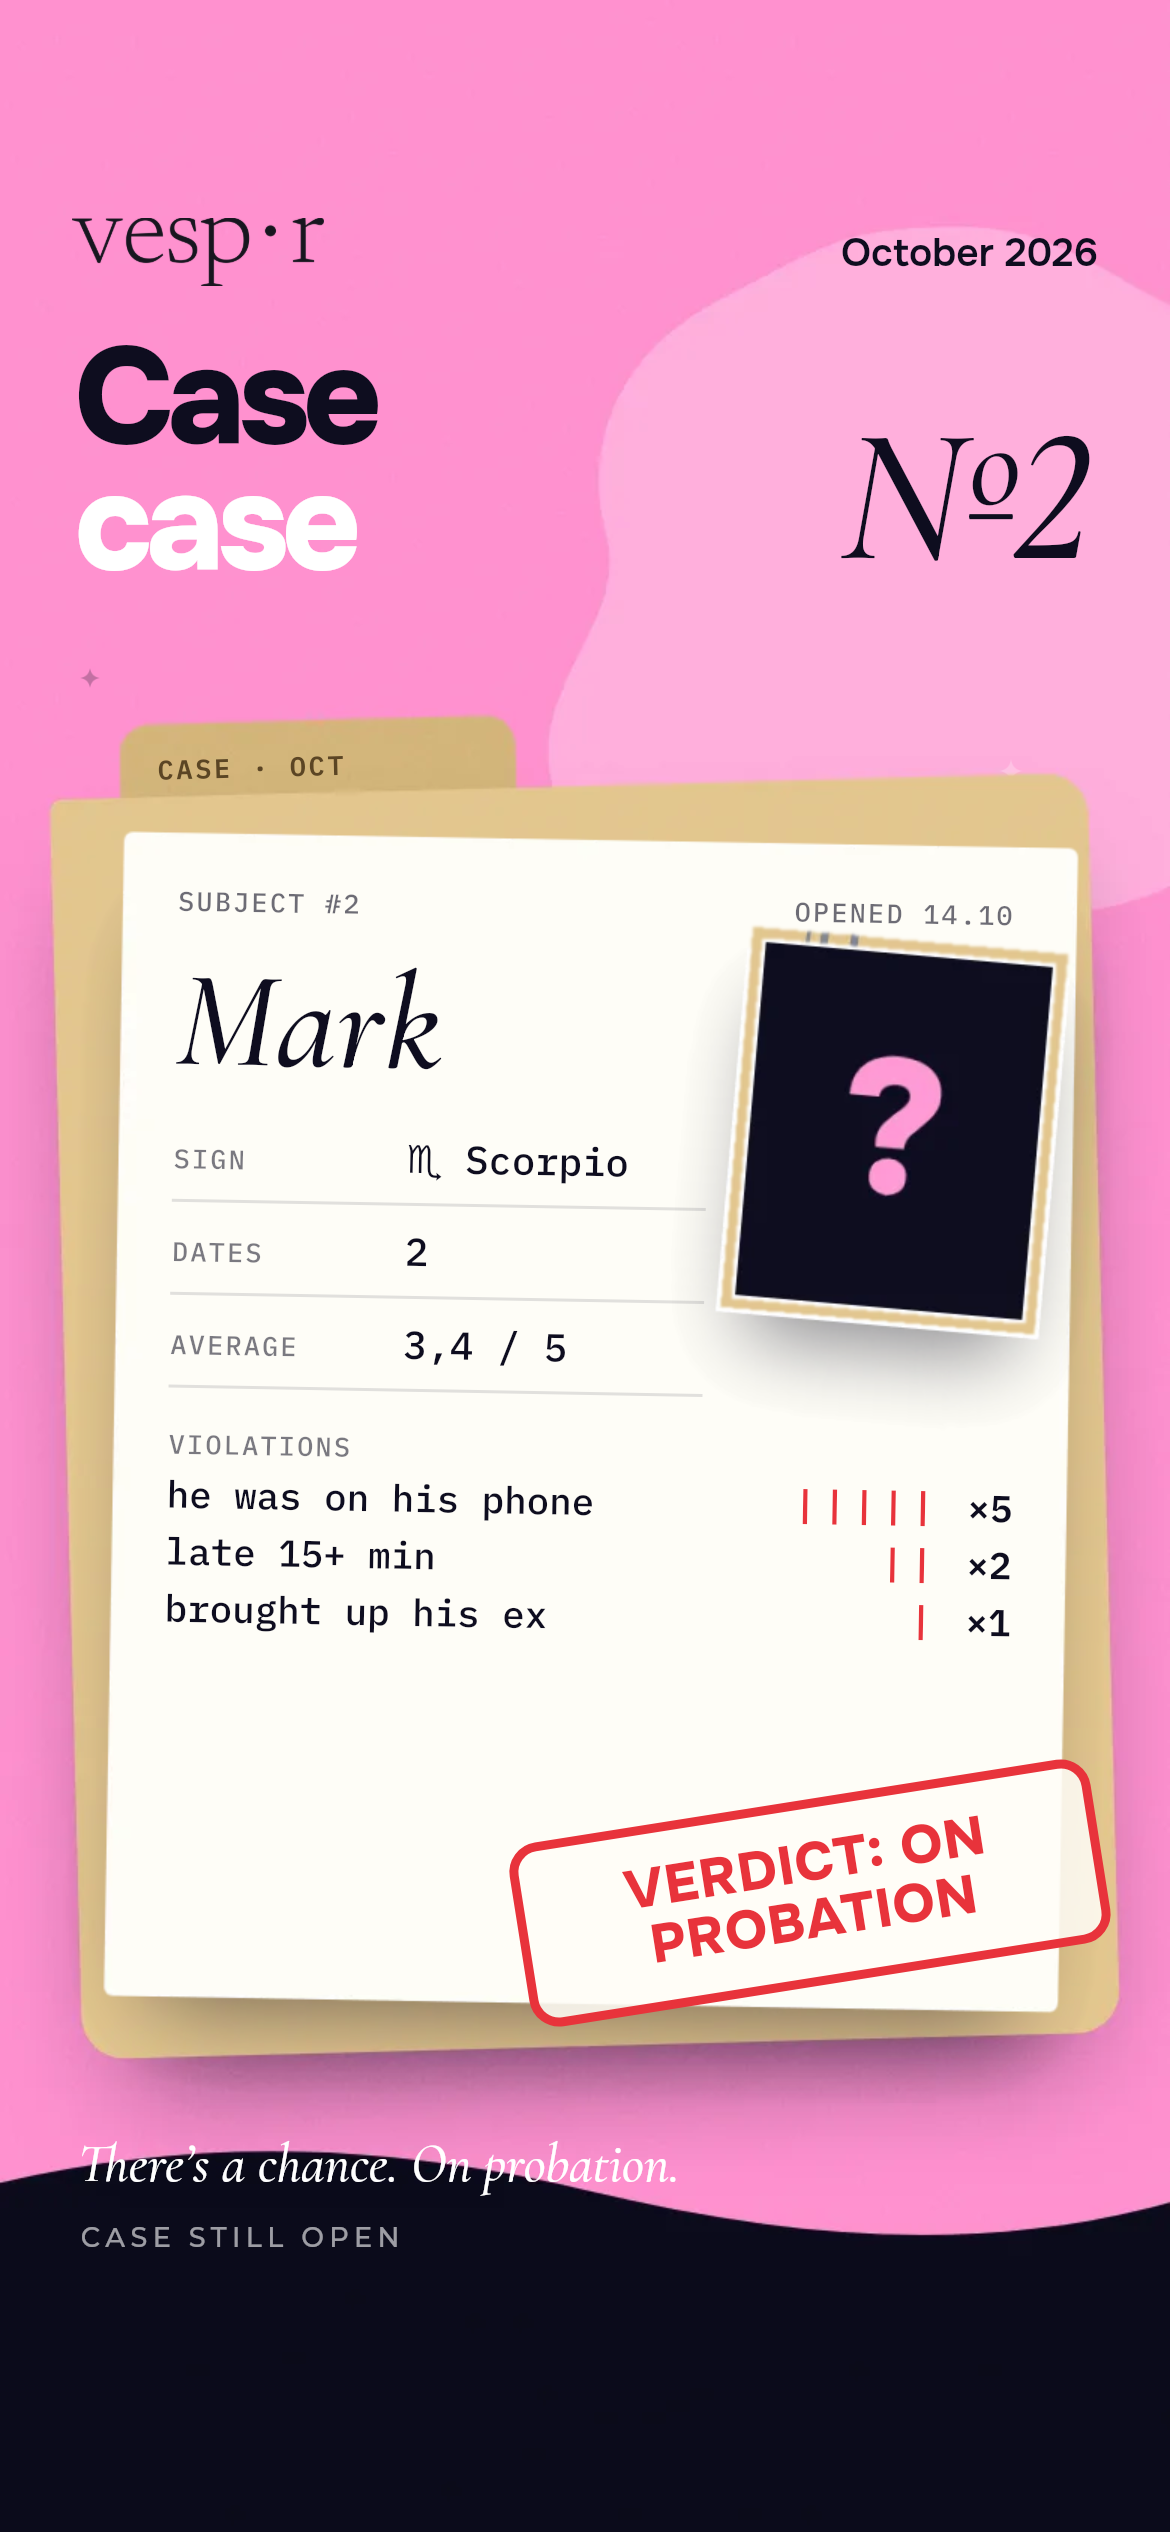 vesp·r
October 2026
Case
case
Nº2
CASE · OCT
SUBJECT #2
OPENED 14.10
Mark
?
SIGN ♏ Scorpio
DATES 2
AVERAGE 3,4 / 5
VIOLATIONS
he was on his phone ||||| ×5
late 15+ min || ×2
brought up his ex | ×1
VERDICT: ON
PROBATION
There’s a chance. On probation.
CASE STILL OPEN